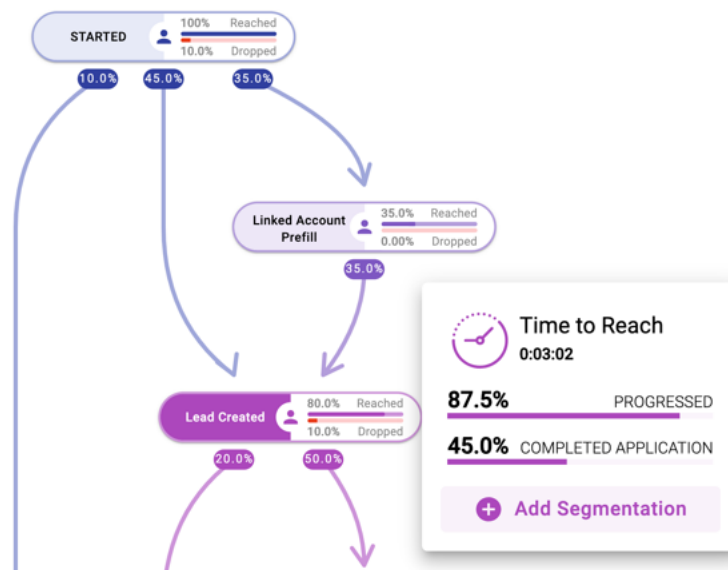 100% Reached
STARTED
10.0% Dropped
10.0% 45.0% 35.0%
35.0% Reached
Linked Account
Prefill
0.00% Dropped
35.0%
80.0% Reached
Lead Created
10.0% Dropped
20.0% 50.0%
Time to Reach
0:03:02
87.5% PROGRESSED
45.0% COMPLETED APPLICATION
Add Segmentation